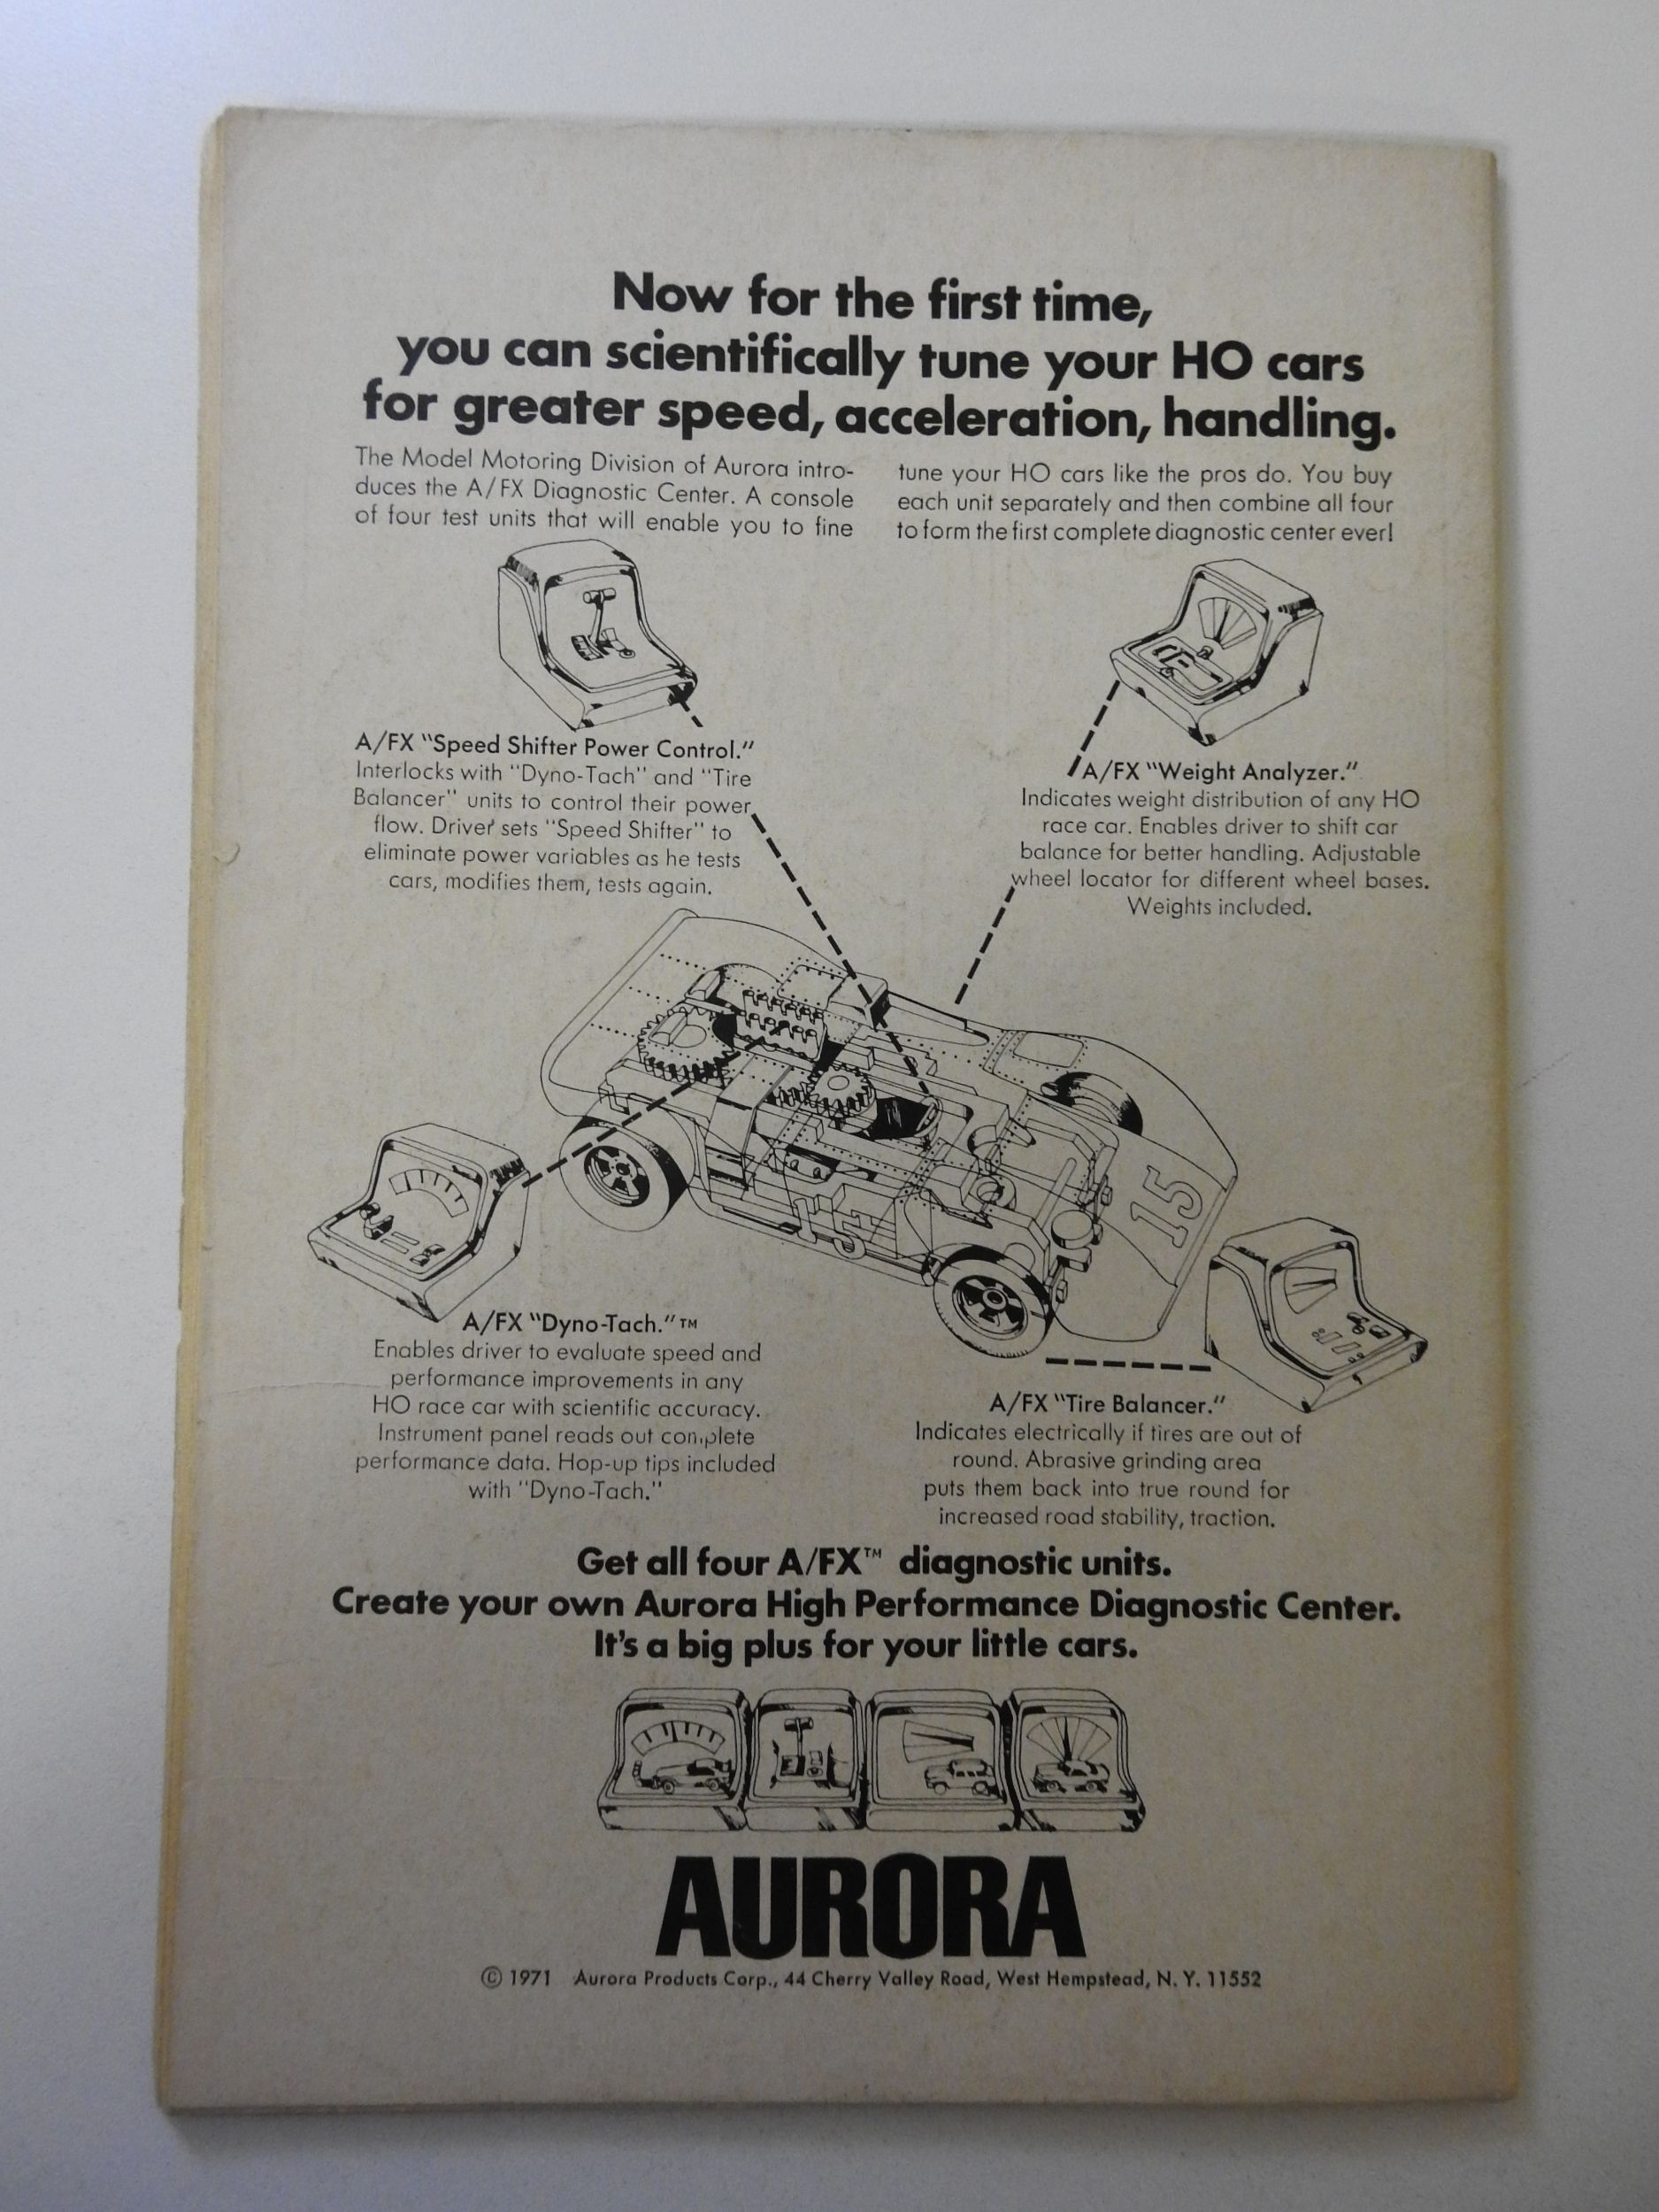 Now for the first time,
you can scientifically tune your HO cars
for greater speed, acceleration, handling.
The Model Motoring Division of Aurora intro-
duces the A/FX Diagnostic Center. A console
of four test units that will enable you to fine
tune your HO cars like the pros do. You buy
each unit separately and then combine all four
to form the first complete diagnostic center ever!
A/FX "Speed Shifter Power Control."
Interlocks with "Dyno-Tach" and "Tire
Balancer" units to control their power
flow. Driver sets "Speed Shifter" to
eliminate power variables as he tests
cars, modifies them, tests again.
A/FX "Weight Analyzer."
Indicates weight distribution of any HO
race car. Enables driver to shift car
balance for better handling. Adjustable
wheel locator for different wheel bases.
Weights included.
15
15
A/FX "Dyno-Tach."™
Enables driver to evaluate speed and
performance improvements in any
HO race car with scientific accuracy.
Instrument panel reads out complete
performance data. Hop-up tips included
with "Dyno-Tach."
A/FX "Tire Balancer."
Indicates electrically if tires are out of
round. Abrasive grinding area
puts them back into true round for
increased road stability, traction.
Get all four A/FX™ diagnostic units.
Create your own Aurora High Performance Diagnostic Center.
It's a big plus for your little cars.
AURORA
© 1971 Aurora Products Corp., 44 Cherry Valley Road, West Hempstead, N. Y. 11552